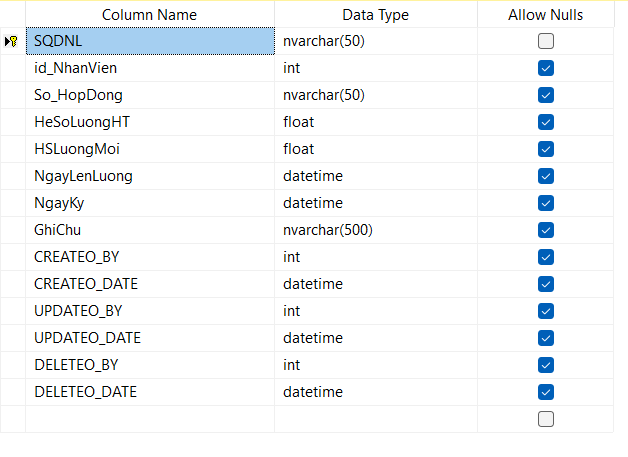 Column Name Data Type Allow Nulls
SQDNL nvarchar(50)
id_NhanVien int
So_HopDong nvarchar(50)
HeSoLuongHT float
HSLuongMoi float
NgayLenLuong datetime
NgayKy datetime
GhiChu nvarchar(500)
CREATEO_BY int
CREATEO_DATE datetime
UPDATEO_BY int
UPDATEO_DATE datetime
DELETEO_BY int
DELETEO_DATE datetime